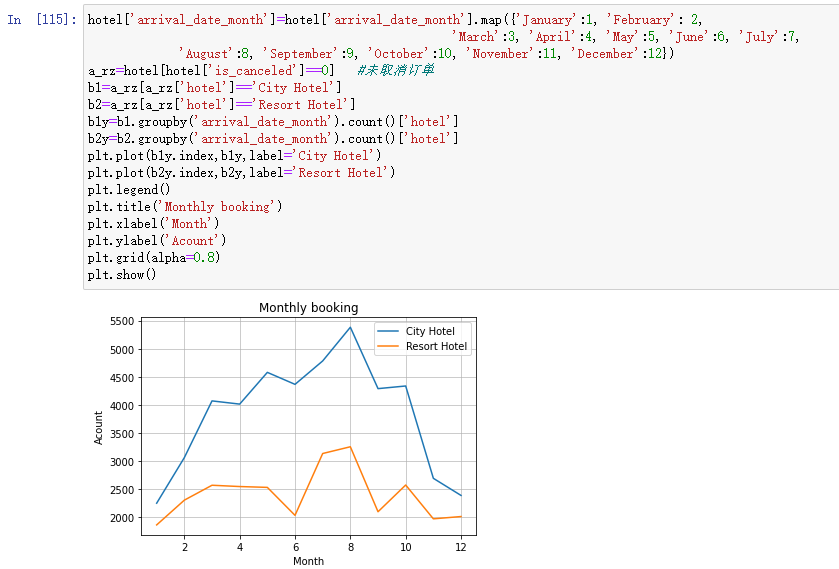 In [115]: hotel['arrival_date_month']=hotel['arrival_date_month'].map({'January':1, 'February': 2,
'March':3, 'April':4, 'May':5, 'June':6, 'July':7,
'August':8, 'September':9, 'October':10, 'November':11, 'December':12})
a_rz=hotel[hotel['is_canceled']==0]   #未取消订单
b1=a_rz[a_rz['hotel']=='City Hotel']
b2=a_rz[a_rz['hotel']=='Resort Hotel']
b1y=b1.groupby('arrival_date_month').count()['hotel']
b2y=b2.groupby('arrival_date_month').count()['hotel']
plt.plot(b1y.index,b1y,label='City Hotel')
plt.plot(b2y.index,b2y,label='Resort Hotel')
plt.legend()
plt.title('Monthly booking')
plt.xlabel('Month')
plt.ylabel('Acount')
plt.grid(alpha=0.8)
plt.show()
Monthly booking
City Hotel
Resort Hotel
5500
5000
4500
4000
3500
3000
2500
2000
Acount
2 4 6 8 10 12
Month